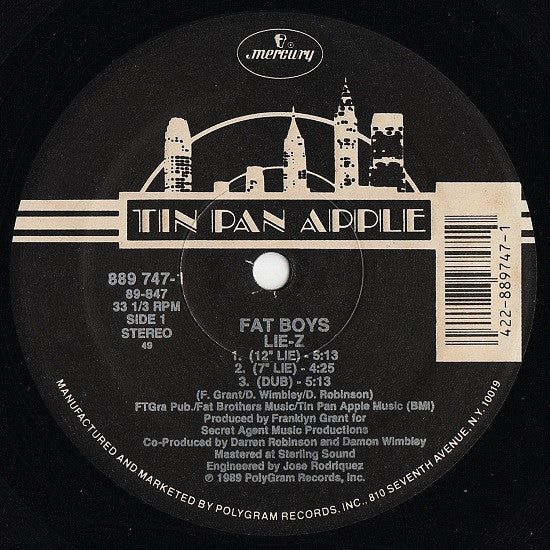 mercury
TIN PAN APPLE
889 747-1
89-847
33 1/3 RPM
SIDE 1
STEREO
49
422-889747-1
FAT BOYS
LIE-Z
1. (12" LIE) - 5:13
2. (7" LIE) - 4:25
3. (DUB) - 5:13
(F. Grant/D. Wimbley/D. Robinson)
FTGra Pub./Fat Brothers Music/Tin Pan Apple Music (BMI)
Produced by Franklyn Grant for
Secret Agent Music Productions
Co-Produced by Darren Robinson and Damon Wimbley
Mastered at Sterling Sound
Engineered by Jose Rodriquez
℗ 1989 PolyGram Records, Inc.
MANUFACTURED AND MARKETED BY POLYGRAM RECORDS, INC., 810 SEVENTH AVENUE, N.Y. 10019